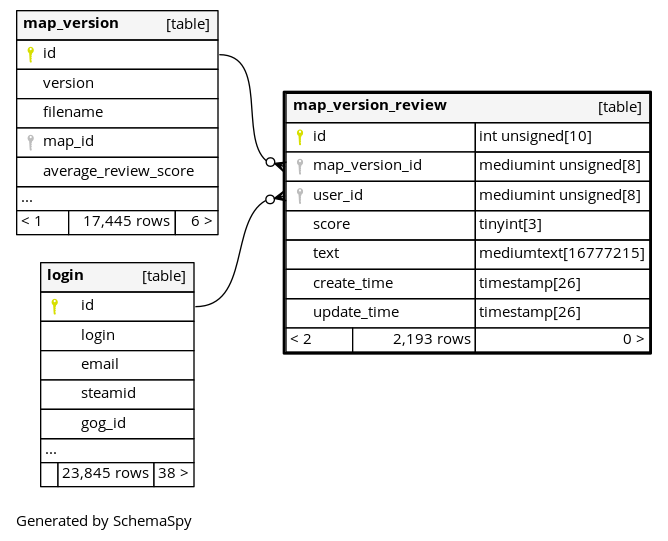 map_version [table]
id
version
filename
map_id
average_review_score
...
< 1 17,445 rows 6 >
map_version_review [table]
id int unsigned[10]
map_version_id mediumint unsigned[8]
user_id mediumint unsigned[8]
score tinyint[3]
text mediumtext[16777215]
create_time timestamp[26]
update_time timestamp[26]
< 2 2,193 rows 0 >
login [table]
id
login
email
steamid
gog_id
...
23,845 rows 38 >
Generated by SchemaSpy